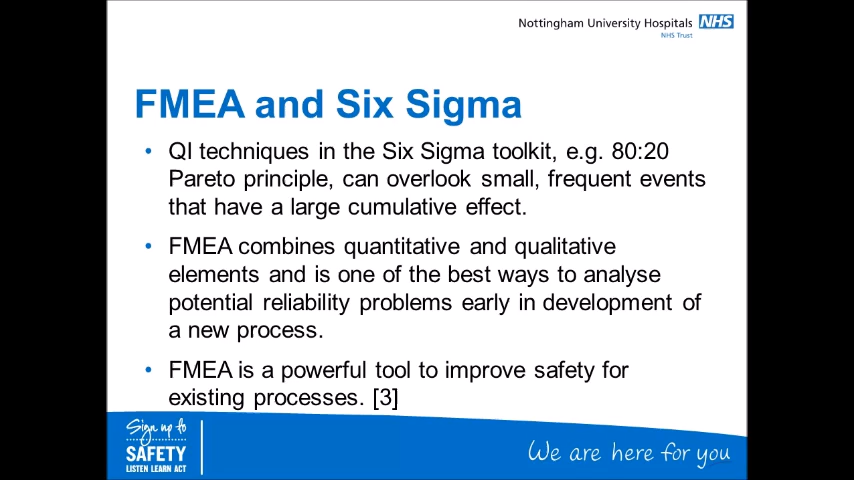 Nottingham University Hospitals NHS
NHS Trust
FMEA and Six Sigma
• QI techniques in the Six Sigma toolkit, e.g. 80:20
Pareto principle, can overlook small, frequent events
that have a large cumulative effect.
• FMEA combines quantitative and qualitative
elements and is one of the best ways to analyse
potential reliability problems early in development of
a new process.
• FMEA is a powerful tool to improve safety for
existing processes. [3]
Sign up to
SAFETY
LISTEN LEARN ACT
We are here for you